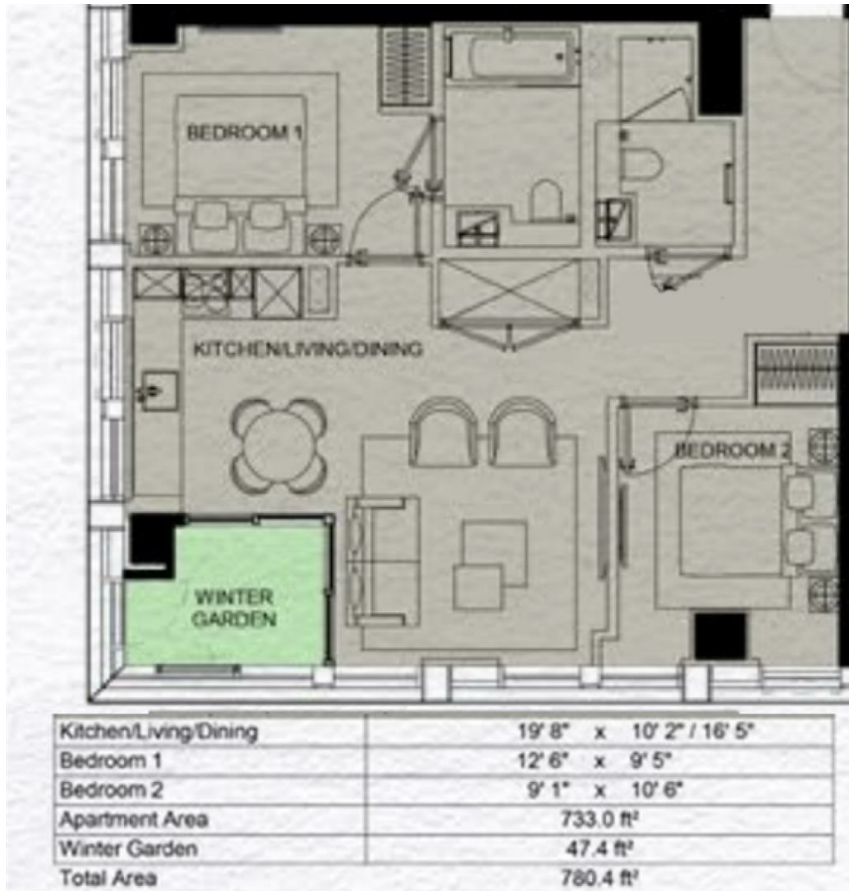 BEDROOM 1
KITCHEN/LIVING/DINING
BEDROOM 2
WINTER
GARDEN
Kitchen/Living/Dining 19' 8" x 10' 2" / 16' 5"
Bedroom 1 12' 6" x 9' 5"
Bedroom 2 9' 1" x 10' 6"
Apartment Area 733.0 ft²
Winter Garden 47.4 ft²
Total Area 780.4 ft²